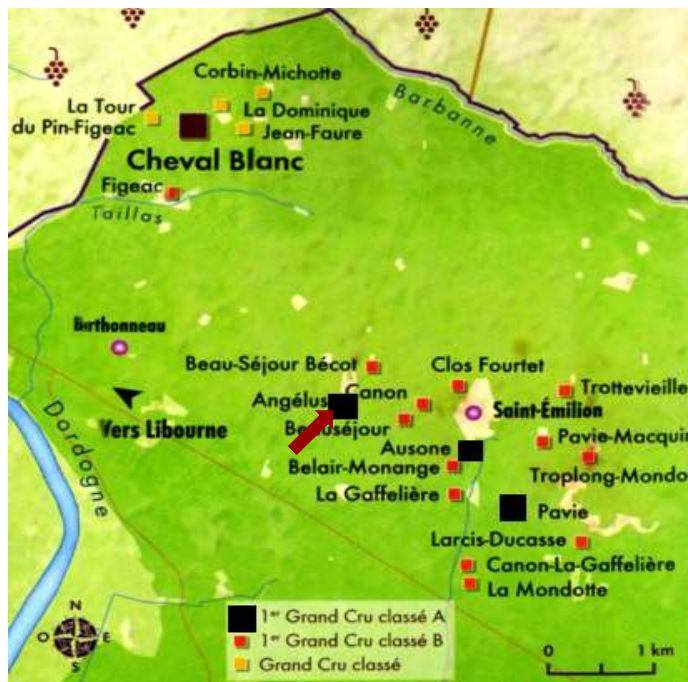 Corbin-Michotte
La Tour
du Pin-Figeac
La Dominique
Jean-Faure
Barbanne
Cheval Blanc
Figeac
Taillas
Berthonneau
Beau-Séjour Bécot
Clos Fourtet
Trottevieille
Angélus
Canon
Saint-Émilion
Vers Libourne
Beauséjour
Dordogne
Ausone
Pavie-Macquin
Belair-Monange
Troplong-Mondo
La Gaffelière
Pavie
Larcis-Ducasse
Canon-La-Gaffelière
La Mondotte
N
O E
S
1er Grand Cru classé A
1er Grand Cru classé B
Grand Cru classé
0 1 km